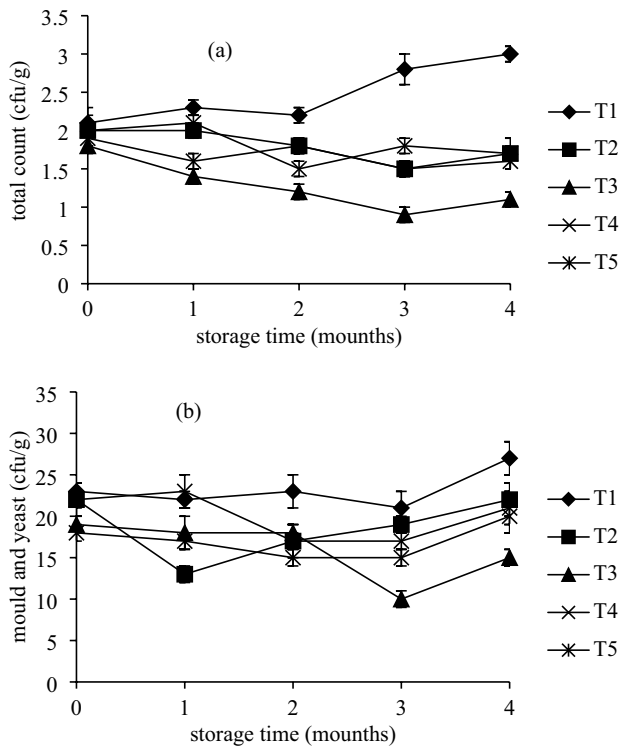 3.5
(a)
3
2.5
2
1.5
1
0.5
0
total count (cfu/g)
0 1 2 3 4
storage time (mounths)
T1
T2
T3
T4
T5
35
(b)
30
25
20
15
10
5
0
mould and yeast (cfu/g)
0 1 2 3 4
storage time (mounths)
T1
T2
T3
T4
T5